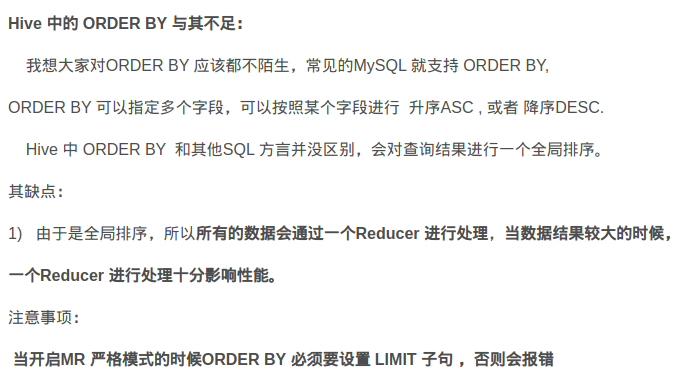 Hive 中的 ORDER BY 与其不足：
我想大家对ORDER BY 应该都不陌生，常见的MySQL 就支持 ORDER BY,
ORDER BY 可以指定多个字段，可以按照某个字段进行  升序ASC , 或者 降序DESC.
Hive 中 ORDER BY  和其他SQL 方言并没区别，会对查询结果进行一个全局排序。
其缺点：
1)   由于是全局排序，所以所有的数据会通过一个Reducer 进行处理，当数据结果较大的时候，
一个Reducer 进行处理十分影响性能。
注意事项：
当开启MR 严格模式的时候ORDER BY 必须要设置 LIMIT 子句 ，否则会报错